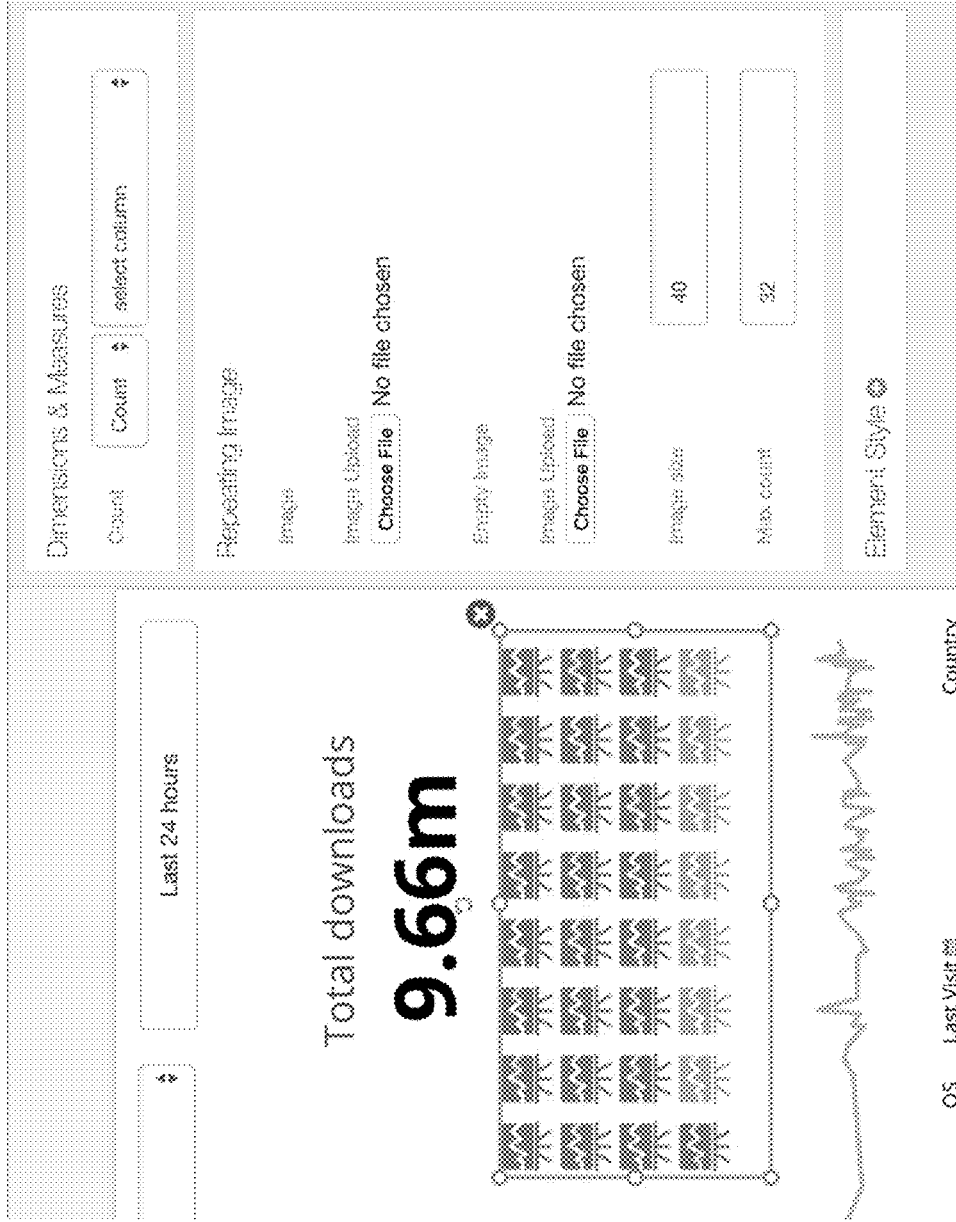 Last 24 hours
Total downloads
9.66m
OS
Last Visit
Country
Dimensions & Measures
Count
Count
select column
Repeating Image
Image
Image Upload
Choose File No file chosen
Empty Image
Image Upload
Choose File No file chosen
Image size
40
Max count
32
Element Style